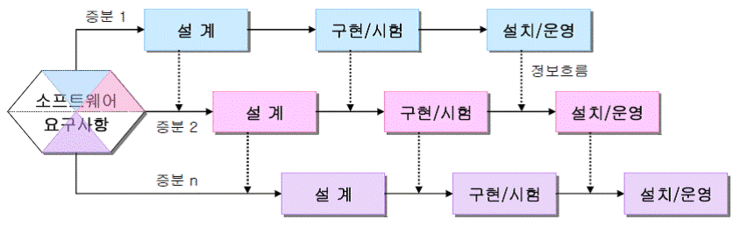 증분 1
설 계
구현/시험
설치/운영
정보흐름
소프트웨어
요구사항
증분 2
설 계
구현/시험
설치/운영
증분 n
설 계
구현/시험
설치/운영